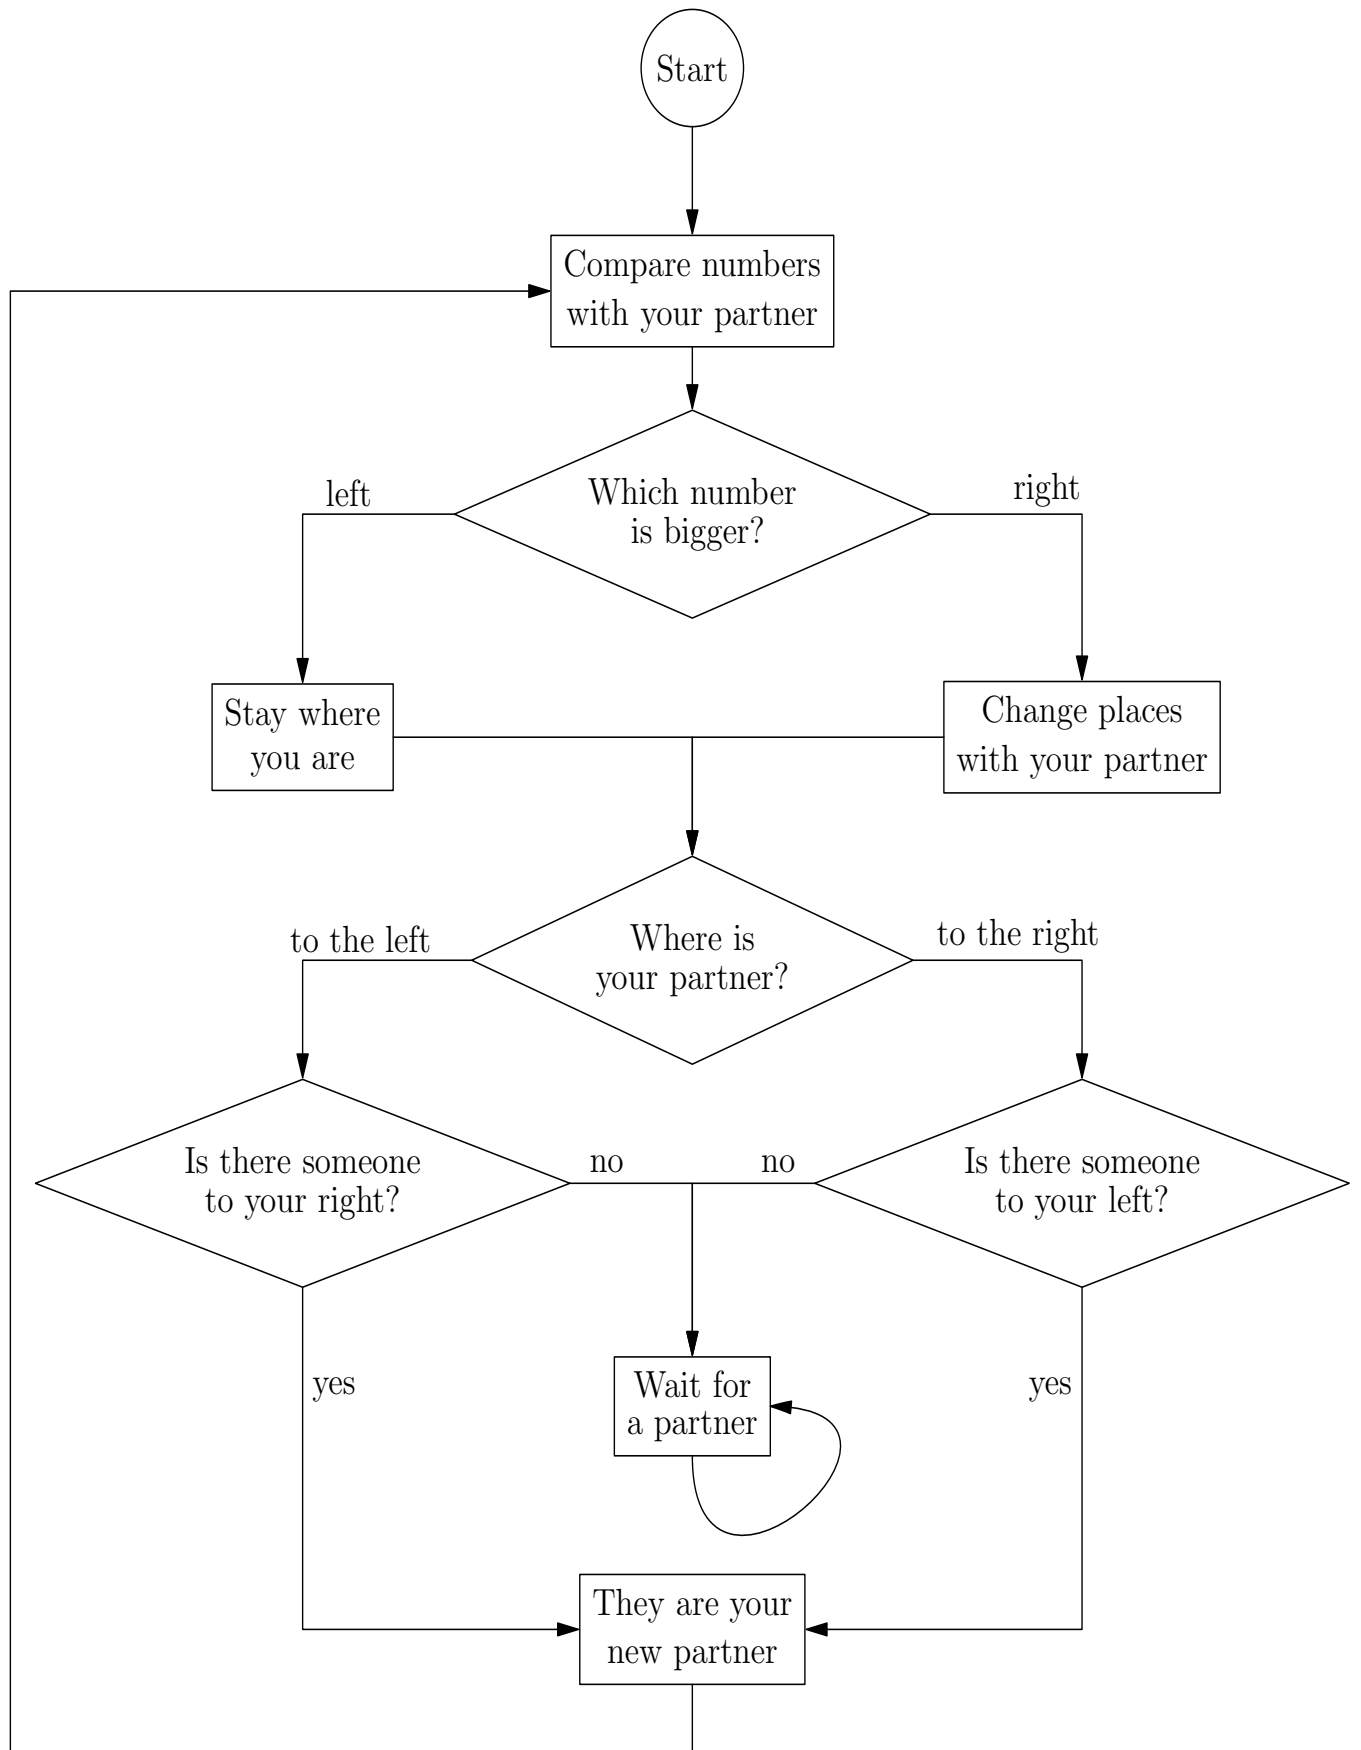 Start
Compare numbers
with your partner
left
Which number
is bigger?
right
Stay where
you are
Change places
with your partner
to the left
Where is
your partner?
to the right
Is there someone
to your right?
no
no
Is there someone
to your left?
yes
Wait for
a partner
yes
They are your
new partner